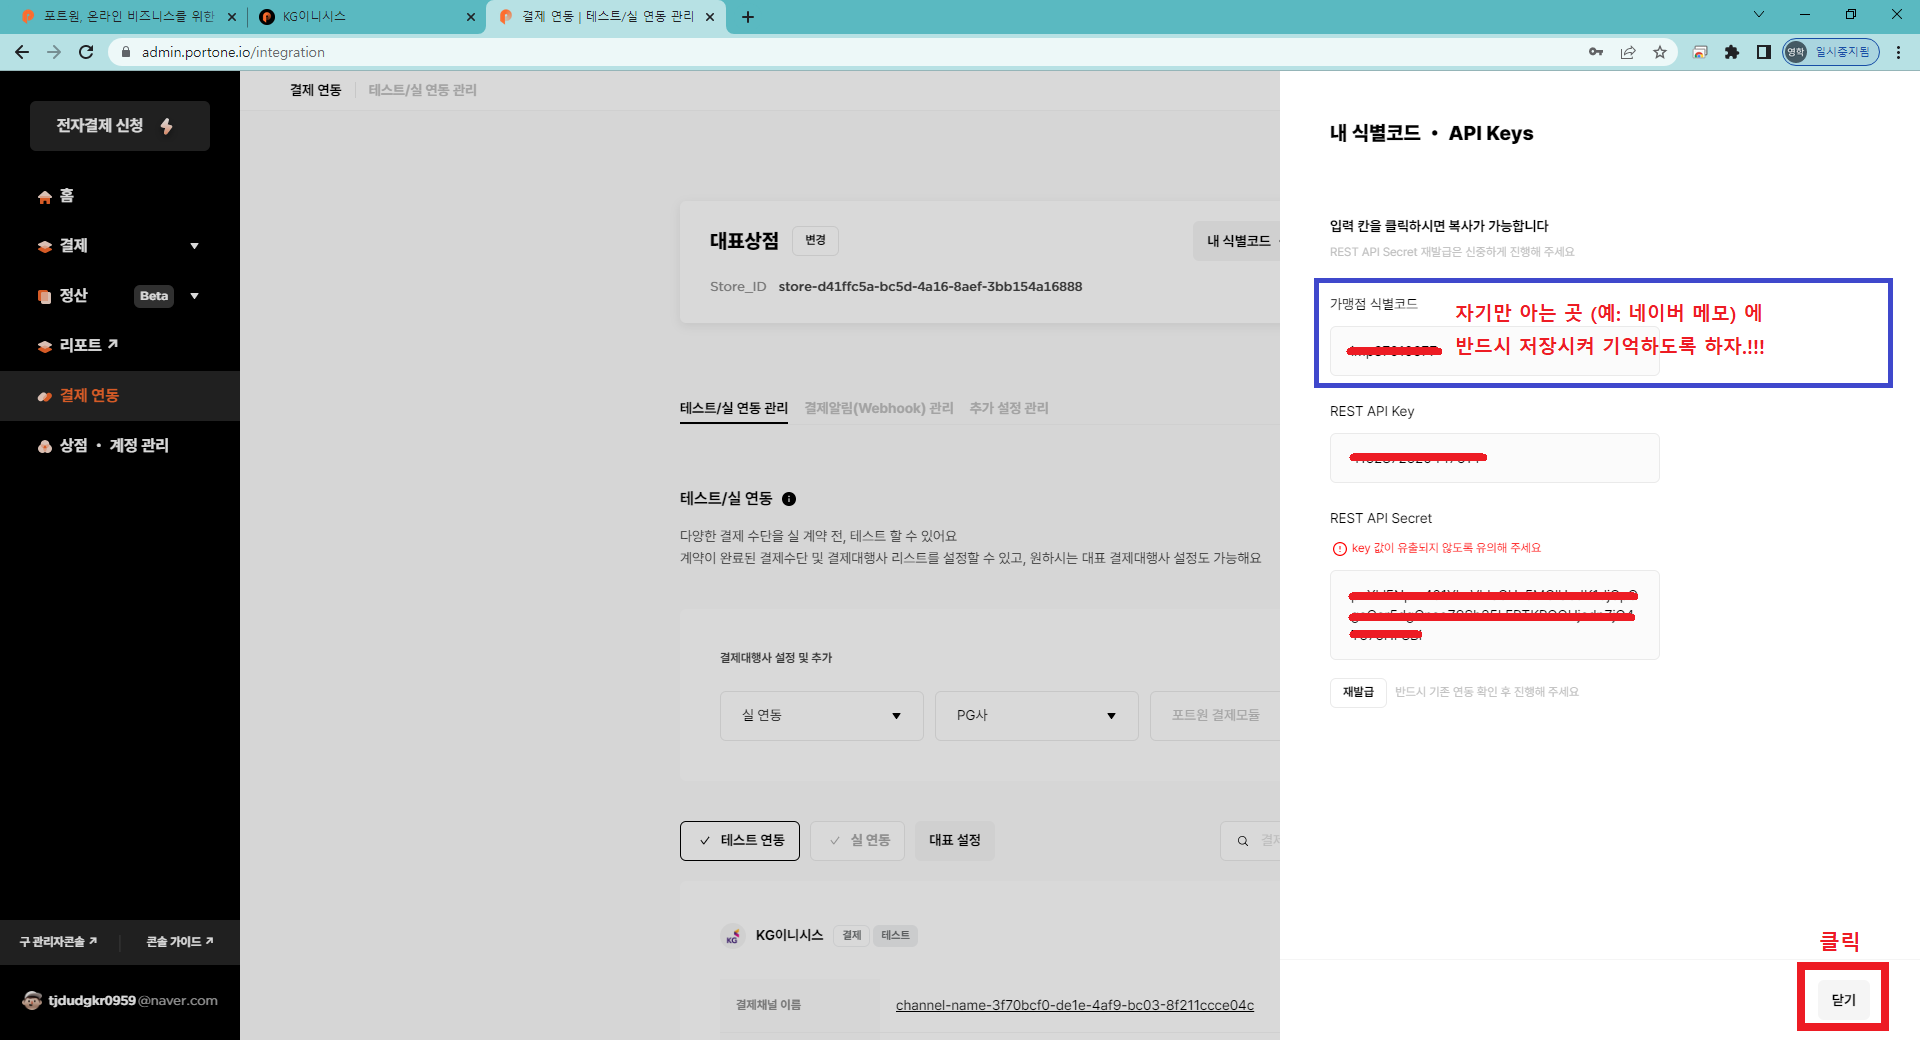 포트원, 온라인 비즈니스를 위한
KG이니시스
결제 연동 | 테스트/실 연동 관리
admin.portone.io/integration
영학 일시중지됨
전자결제 신청
홈
결제
정산 Beta
리포트
결제 연동
상점 · 계정 관리
구 관리자콘솔
콘솔 가이드
tjdudgkr0959@naver.com
결제 연동
테스트/실 연동 관리
대표상점 변경
내 식별코드 ·
Store_ID store-d41ffc5a-bc5d-4a16-8aef-3bb154a16888
테스트/실 연동 관리 결제알림(Webhook) 관리 추가 설정 관리
테스트/실 연동
다양한 결제 수단을 실 계약 전, 테스트 할 수 있어요
계약이 완료된 결제수단 및 결제대행사 리스트를 설정할 수 있고, 원하시는 대표 결제대행사 설정도 가능해요
결제대행사 설정 및 추가
실 연동 PG사 포트원 결제모듈
테스트 연동 실 연동 대표 설정
KG이니시스 결제 테스트
결제채널 이름 channel-name-3f70bcf0-de1e-4af9-bc03-8f211ccce04c
내 식별코드 · API Keys
입력 칸을 클릭하시면 복사가 가능합니다
REST API Secret 재발급은 신중하게 진행해 주세요
가맹점 식별코드
자기만 아는 곳 (예: 네이버 메모) 에
반드시 저장시켜 기억하도록 하자.!!!
REST API Key
REST API Secret
key 값이 유출되지 않도록 유의해 주세요
재발급 반드시 기존 연동 확인 후 진행해 주세요
클릭
닫기